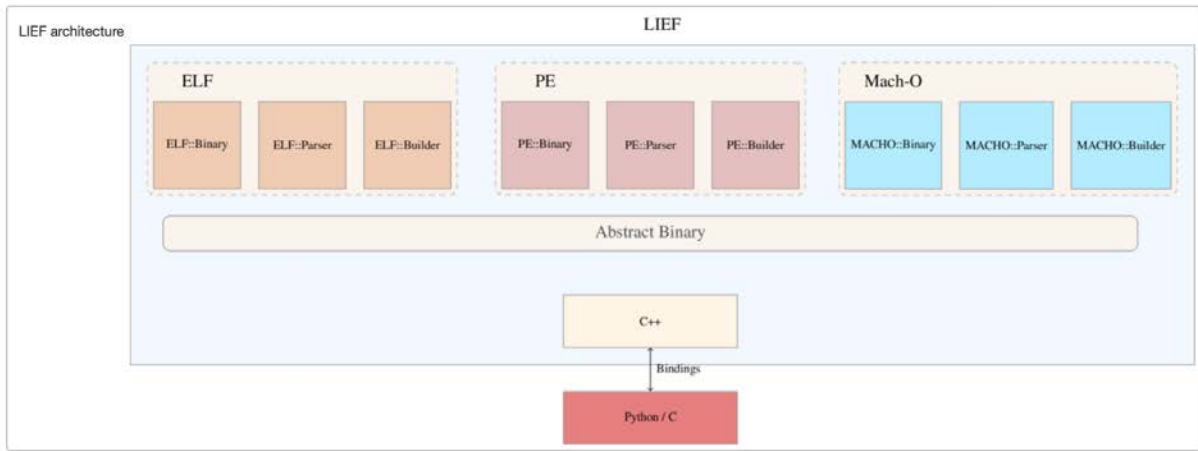 LIEF architecture
LIEF
ELF
PE
Mach-O
ELF::Binary
ELF::Parser
ELF::Builder
PE::Binary
PE::Parser
PE::Builder
MACHO::Binary
MACHO::Parser
MACHO::Builder
Abstract Binary
C++
Bindings
Python / C